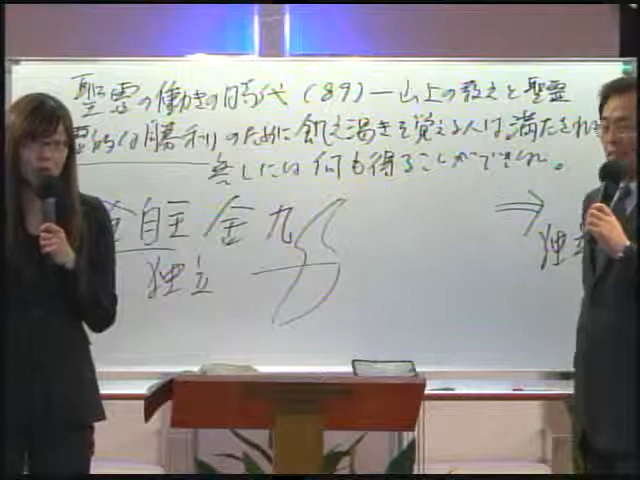 聖霊の働きの時代(89)―山上の教えと聖霊
霊的な勝利のために飢え渇きを覚える人は満たされ
無しには何も得ることができない。
自主 金九
独立
⇒
独立